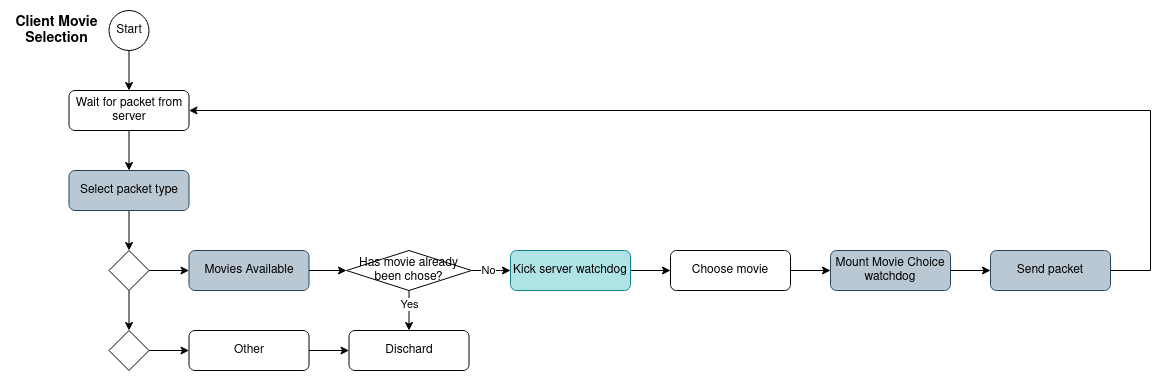 Client Movie
Selection
Start
Wait for packet from
server
Select packet type
Movies Available
Has movie already
been chose?
No
Kick server watchdog
Choose movie
Mount Movie Choice
watchdog
Send packet
Yes
Other
Dischard